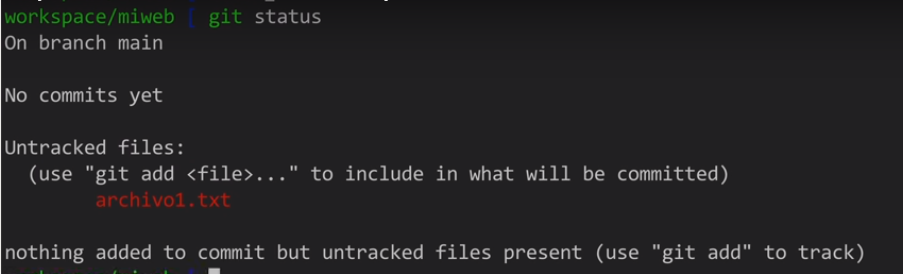 workspace/miweb [ git status
On branch main
No commits yet
Untracked files:
(use "git add <file>..." to include in what will be committed)
archivo1.txt
nothing added to commit but untracked files present (use "git add" to track)